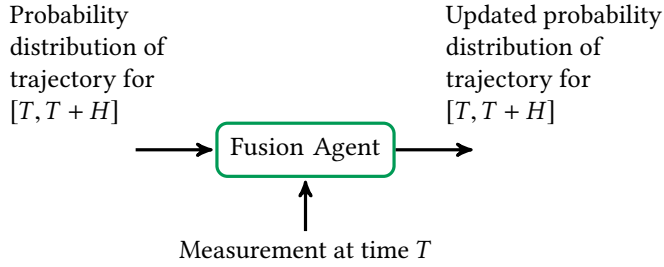 Probability
distribution of
trajectory for
[T, T + H]
Updated probability
distribution of
trajectory for
[T, T + H]
Fusion Agent
Measurement at time T